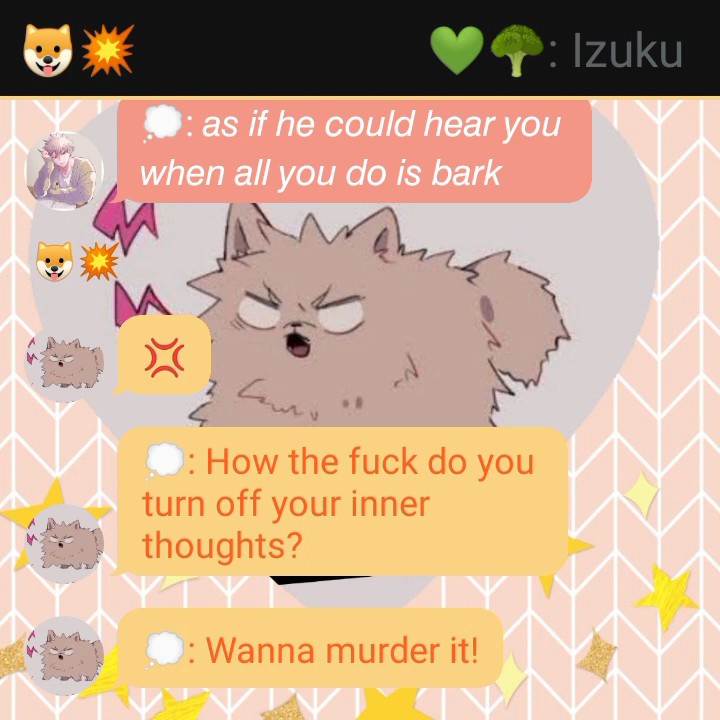 🐶💥 💚🥦: Izuku
💭: as if he could hear you
when all you do is bark
🐶💥
💢
💭: How the fuck do you
turn off your inner
thoughts?
💭: Wanna murder it!